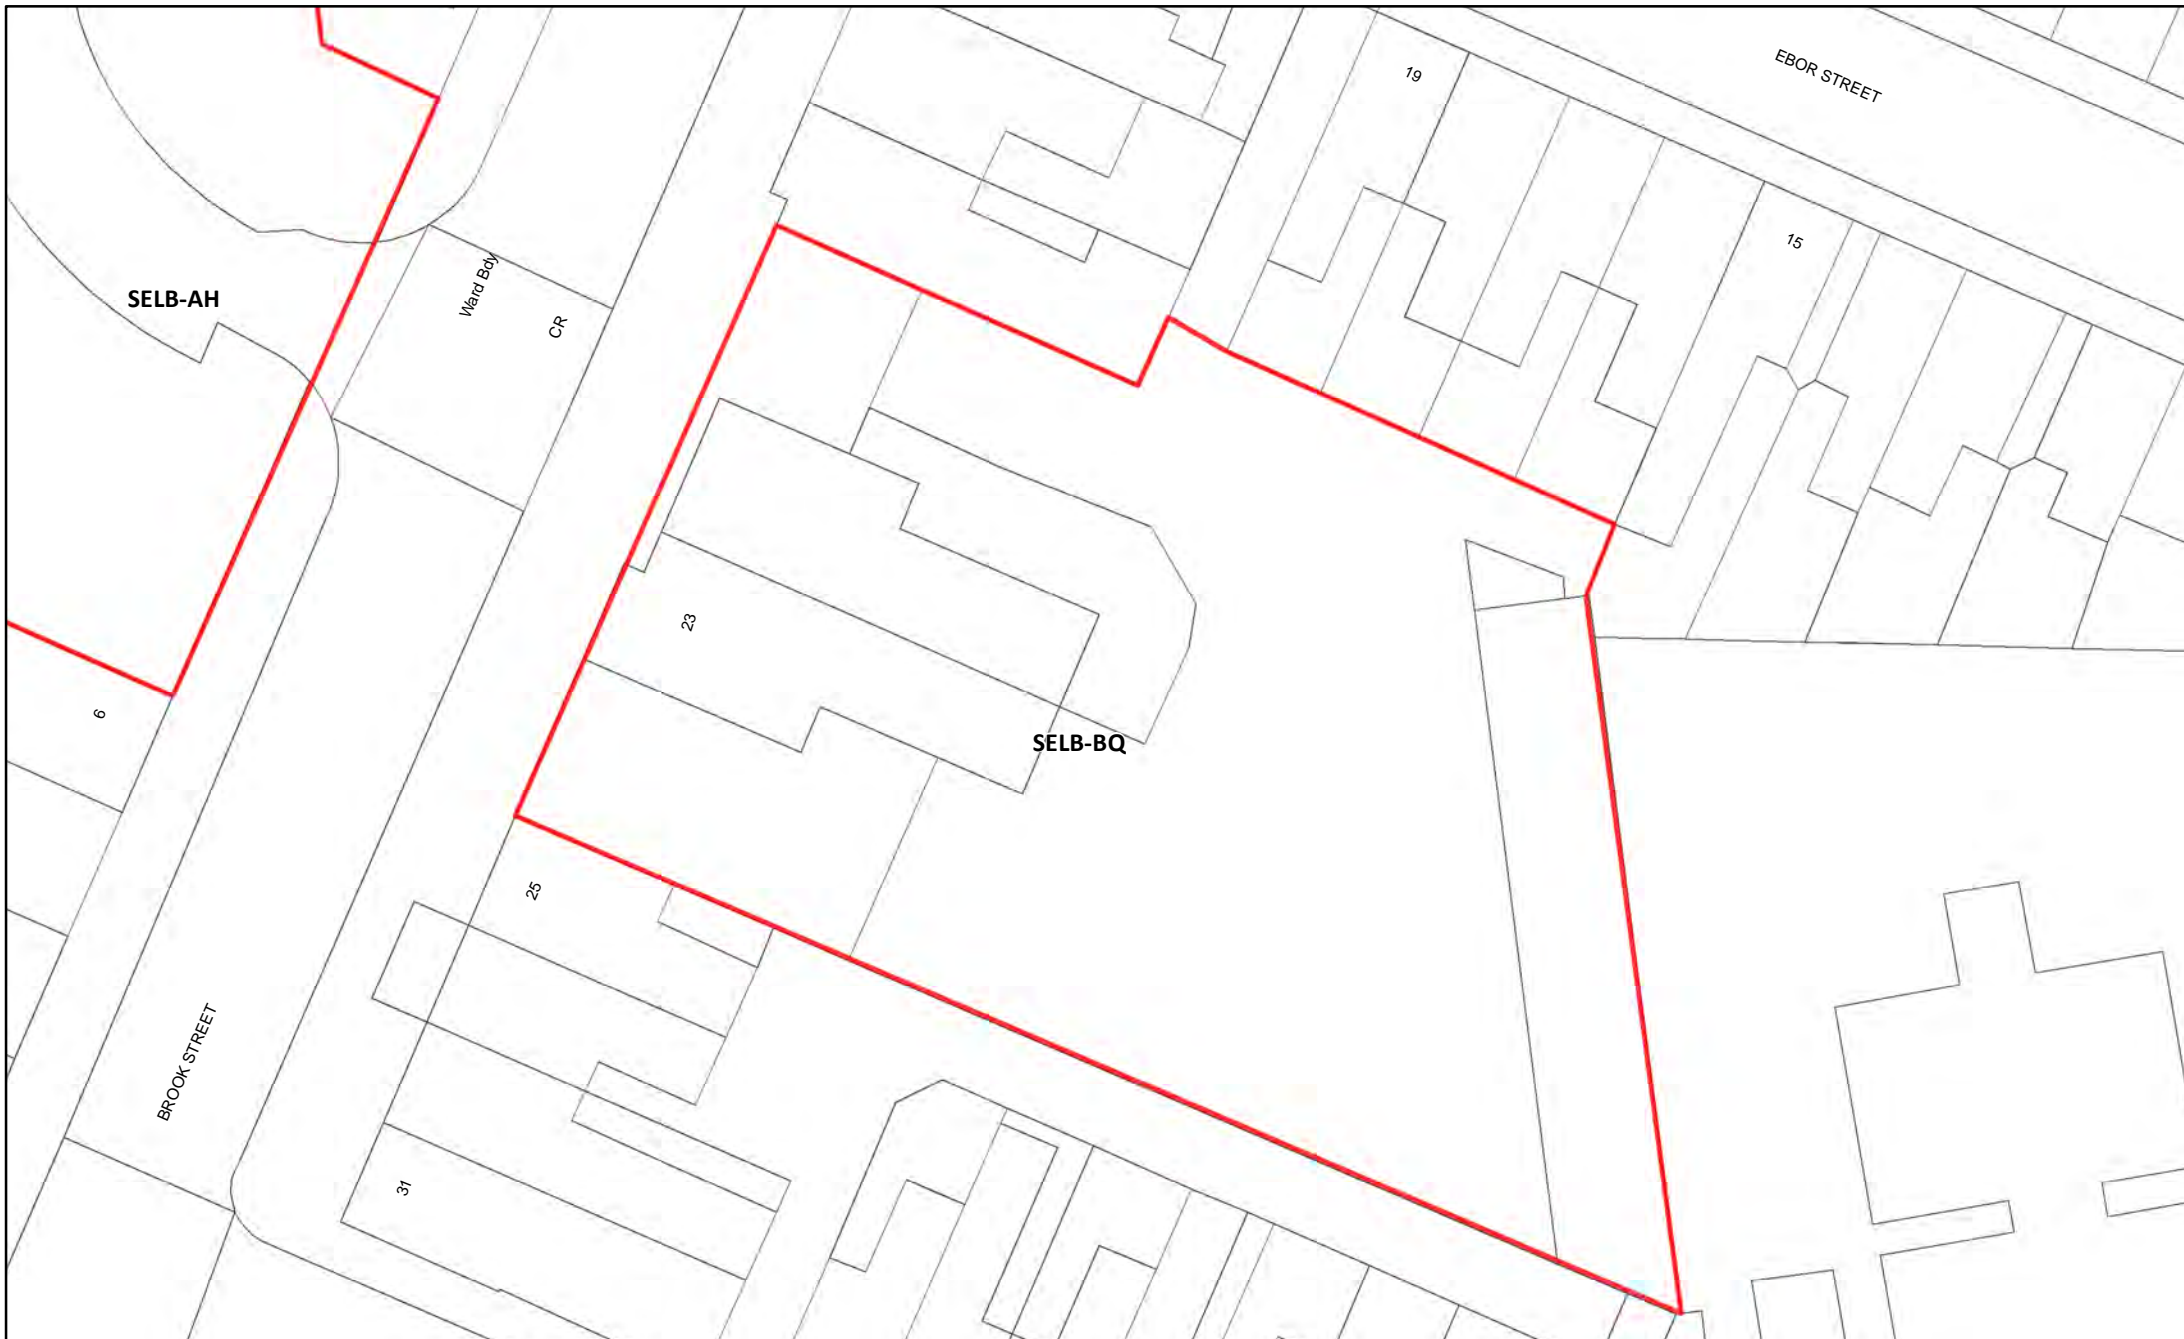 EBOR STREET
19
15
SELB-AH
Ward Bdy
CR
23
6
SELB-BQ
25
BROOK STREET
31